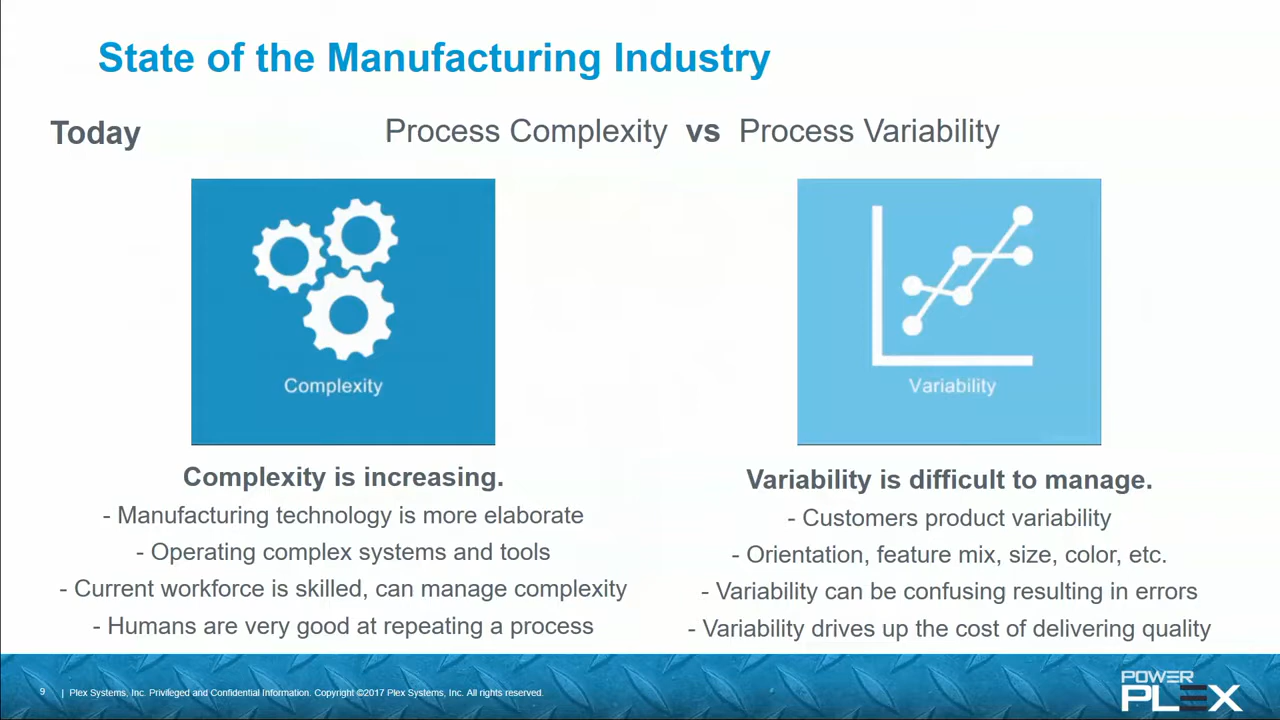 State of the Manufacturing Industry
Today
Process Complexity vs Process Variability
Complexity
Variability
Complexity is increasing.
- Manufacturing technology is more elaborate
- Operating complex systems and tools
- Current workforce is skilled, can manage complexity
- Humans are very good at repeating a process
Variability is difficult to manage.
- Customers product variability
- Orientation, feature mix, size, color, etc.
- Variability can be confusing resulting in errors
- Variability drives up the cost of delivering quality
9 | Plex Systems, Inc. Privileged and Confidential Information. Copyright ©2017 Plex Systems, Inc. All rights reserved.
POWER
PLEX